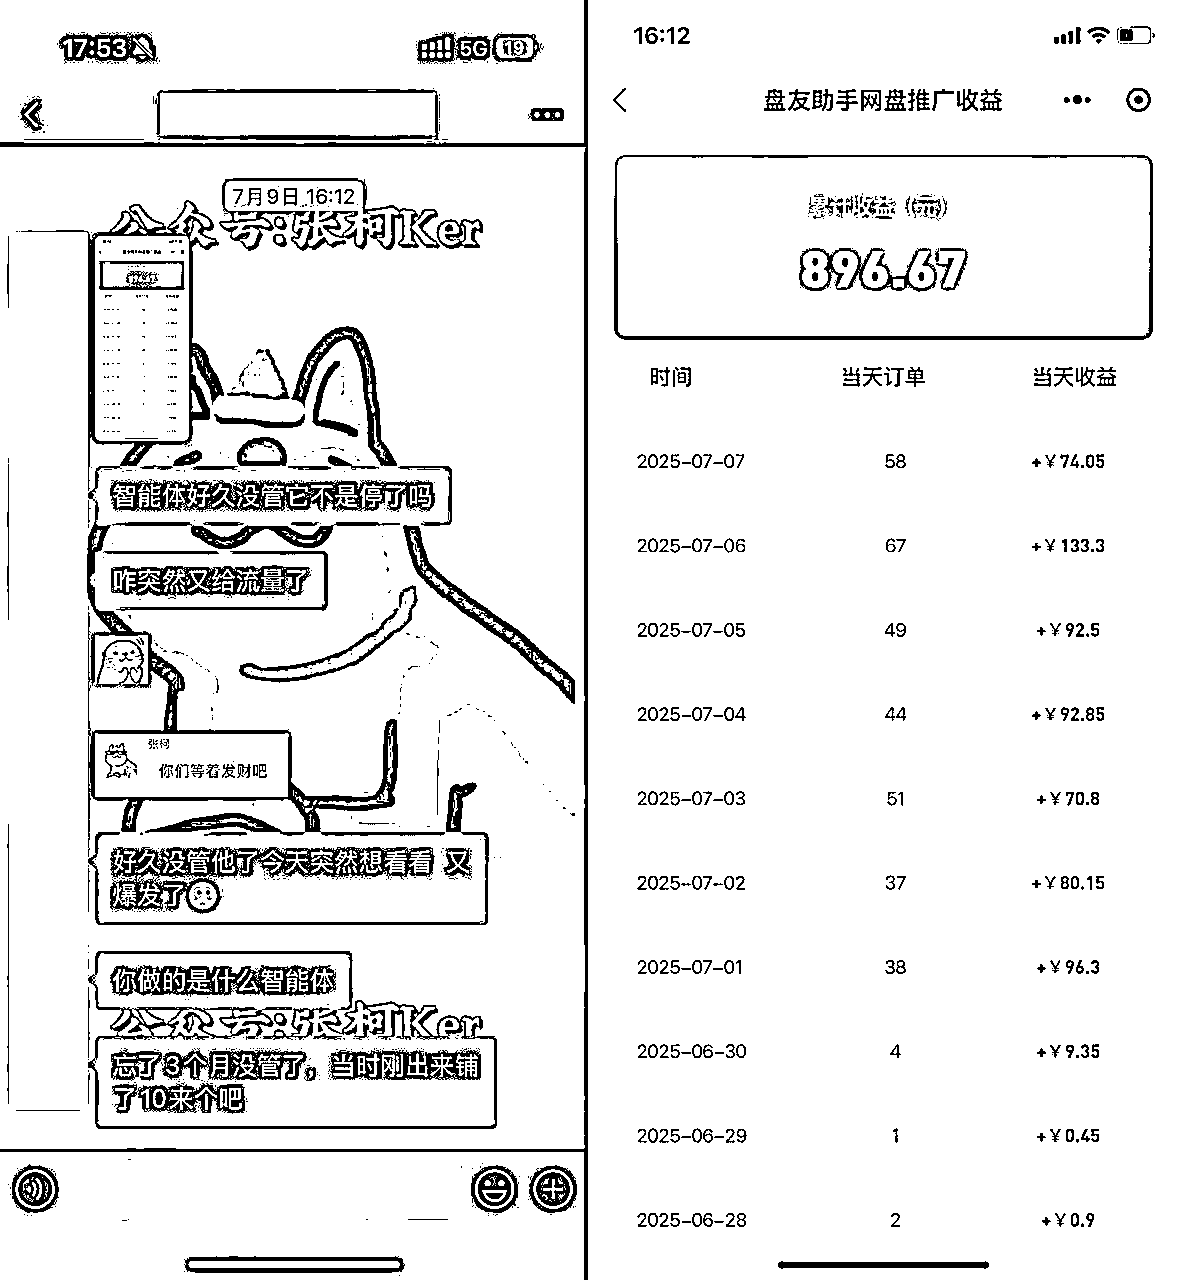 17:53
5G 19
7月9日 16:12
公众号:张柯Ker
智能体好久没管它不是停了吗
咋突然又给流量了
张柯
你们等着发财吧
好久没管他了今天突然想看看 又
爆发了
你做的是什么智能体
公众号:张柯Ker
忘了3个月没管了，当时刚出来铺
了10来个吧
16:12
盘友助手网盘推广收益
累计收益（元）
896.67
时间 当天订单 当天收益
2025-07-07 58 +￥74.05
2025-07-06 67 +￥133.3
2025-07-05 49 +￥92.5
2025-07-04 44 +￥92.85
2025-07-03 51 +￥70.8
2025-07-02 37 +￥80.15
2025-07-01 38 +￥96.3
2025-06-30 4 +￥9.35
2025-06-29 1 +￥0.45
2025-06-28 2 +￥0.9